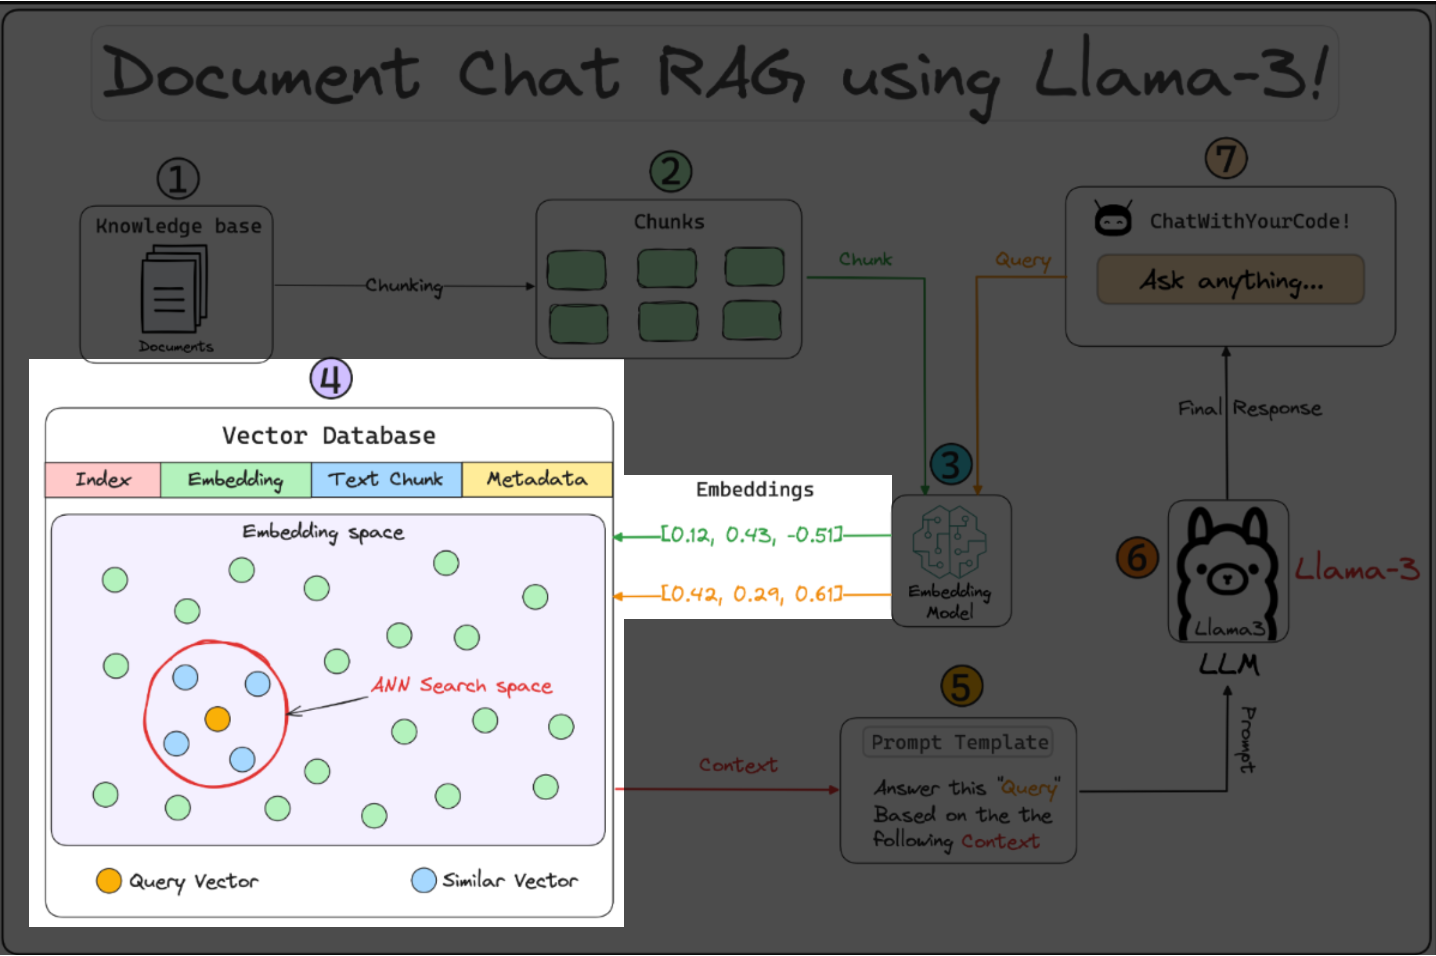 Document Chat RAG using Llama-3!
1
Knowledge base
Documents
Chunking
2
Chunks
Chunk
Query
7
ChatWithYourCode!
Ask anything...
Final Response
4
Vector Database
Index
Embedding
Text Chunk
Metadata
Embedding space
ANN Search space
Query Vector
Similar Vector
Embeddings
[0.12, 0.43, -0.51]
[0.42, 0.29, 0.61]
3
Embedding
Model
6
Llama3
Llama-3
LLM
Prompt
5
Prompt Template
Answer this "Query"
Based on the the
following Context
Context